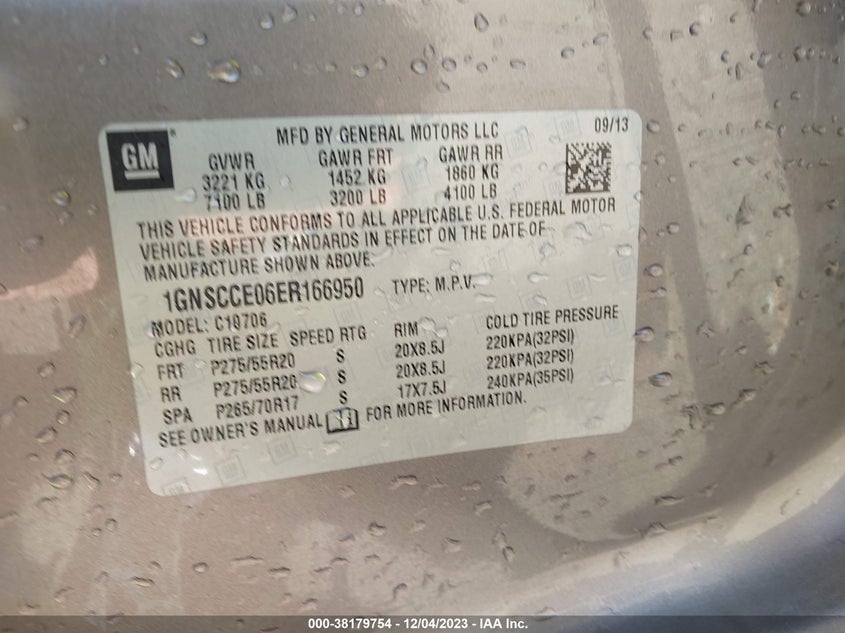 GM®
MFD BY GENERAL MOTORS LLC 09/13
GVWR GAWR FRT GAWR RR
3221 KG 1452 KG 1860 KG
7100 LB 3200 LB 4100 LB
THIS VEHICLE CONFORMS TO ALL APPLICABLE U.S. FEDERAL MOTOR
VEHICLE SAFETY STANDARDS IN EFFECT ON THE DATE OF
MANUFACTURE SHOWN ABOVE.
1GNSCCE06ER166950 TYPE: M.P.V.
MODEL: C10706
CGHG TIRE SIZE SPEED RTG RIM COLD TIRE PRESSURE
FRT P275/55R20 S 20X8.5J 220KPA(32PSI)
RR P275/55R20 S 20X8.5J 220KPA(32PSI)
SPA P265/70R17 S 17X7.5J 240KPA(35PSI)
SEE OWNER'S MANUAL FOR MORE INFORMATION.
000-38179754 - 12/04/2023 - IAA Inc.